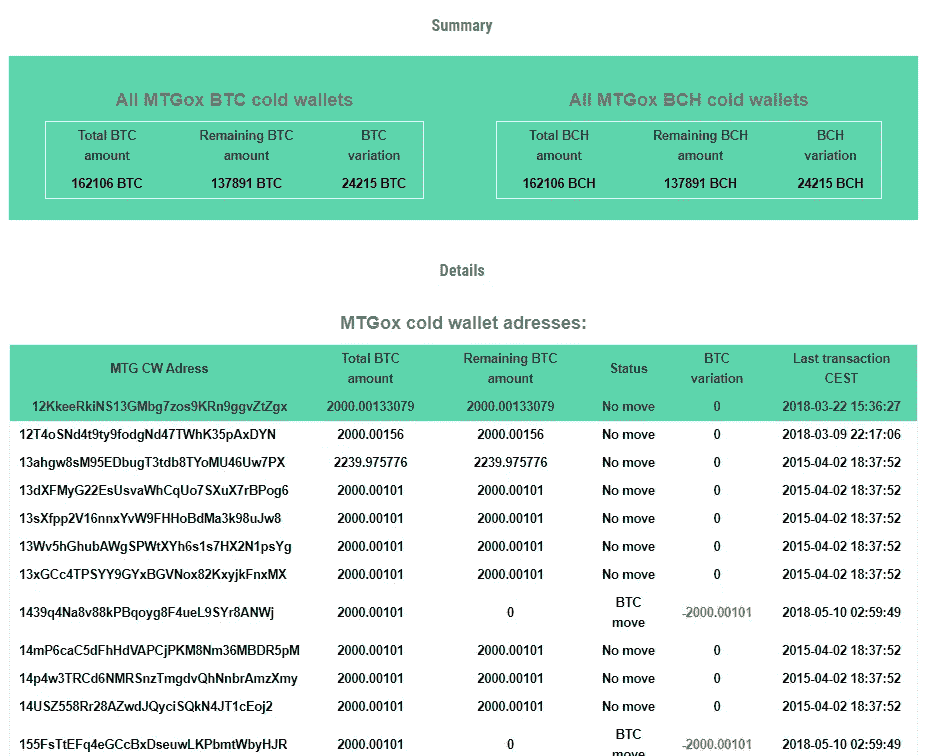 Summary
All MTGox BTC cold wallets
All MTGox BCH cold wallets
Total BTC amount Remaining BTC amount BTC variation
162106 BTC 137891 BTC 24215 BTC
Total BCH amount Remaining BCH amount BCH variation
162106 BCH 137891 BCH 24215 BCH
Details
MTGox cold wallet adresses:
MTG CW Adress Total BTC amount Remaining BTC amount Status BTC variation Last transaction CEST
12KkeeRkiNS13GMbg7zos9KRn9ggvZtZgx 2000.00133079 2000.00133079 No move 0 2018-03-22 15:36:27
12T4oSNd4t9ty9fodgNd47TWhK35pAxDYN 2000.00156 2000.00156 No move 0 2018-03-09 22:17:06
13ahgw8sM95EDbugT3tdb8TYoMU46Uw7PX 2239.975776 2239.975776 No move 0 2015-04-02 18:37:52
13dXFMyG22EsUsvaWhCqUo7SXuX7rBPog6 2000.00101 2000.00101 No move 0 2015-04-02 18:37:52
13sXfpp2V16nnxYvW9FHHoBdMa3k98uJw8 2000.00101 2000.00101 No move 0 2015-04-02 18:37:52
13Wv5hGhubAWgSPWtXYh6s1s7HX2N1psYg 2000.00101 2000.00101 No move 0 2015-04-02 18:37:52
13xGCc4TPSYY9GYxBGVNox82KxyjkFnxMX 2000.00101 2000.00101 No move 0 2015-04-02 18:37:52
1439q4Na8v88kPBqoyg8F4ueL9SYr8ANWj 2000.00101 0 BTC move -2000.00101 2018-05-10 02:59:49
14mP6caC5dFhHdVAPCjPKM8Nm36MBDR5pM 2000.00101 2000.00101 No move 0 2015-04-02 18:37:52
14p4w3TRCd6NMRSnzTmgdvQhNnbrAmzXmy 2000.00101 2000.00101 No move 0 2015-04-02 18:37:52
14USZ558Rr28AZwdJQyciSQkN4JT1cEoj2 2000.00101 2000.00101 No move 0 2015-04-02 18:37:52
155FsTtEFq4eGCcBxDseuwLKPbmtWbyHJR 2000.00101 0 BTC move -2000.00101 2018-05-10 02:59:49